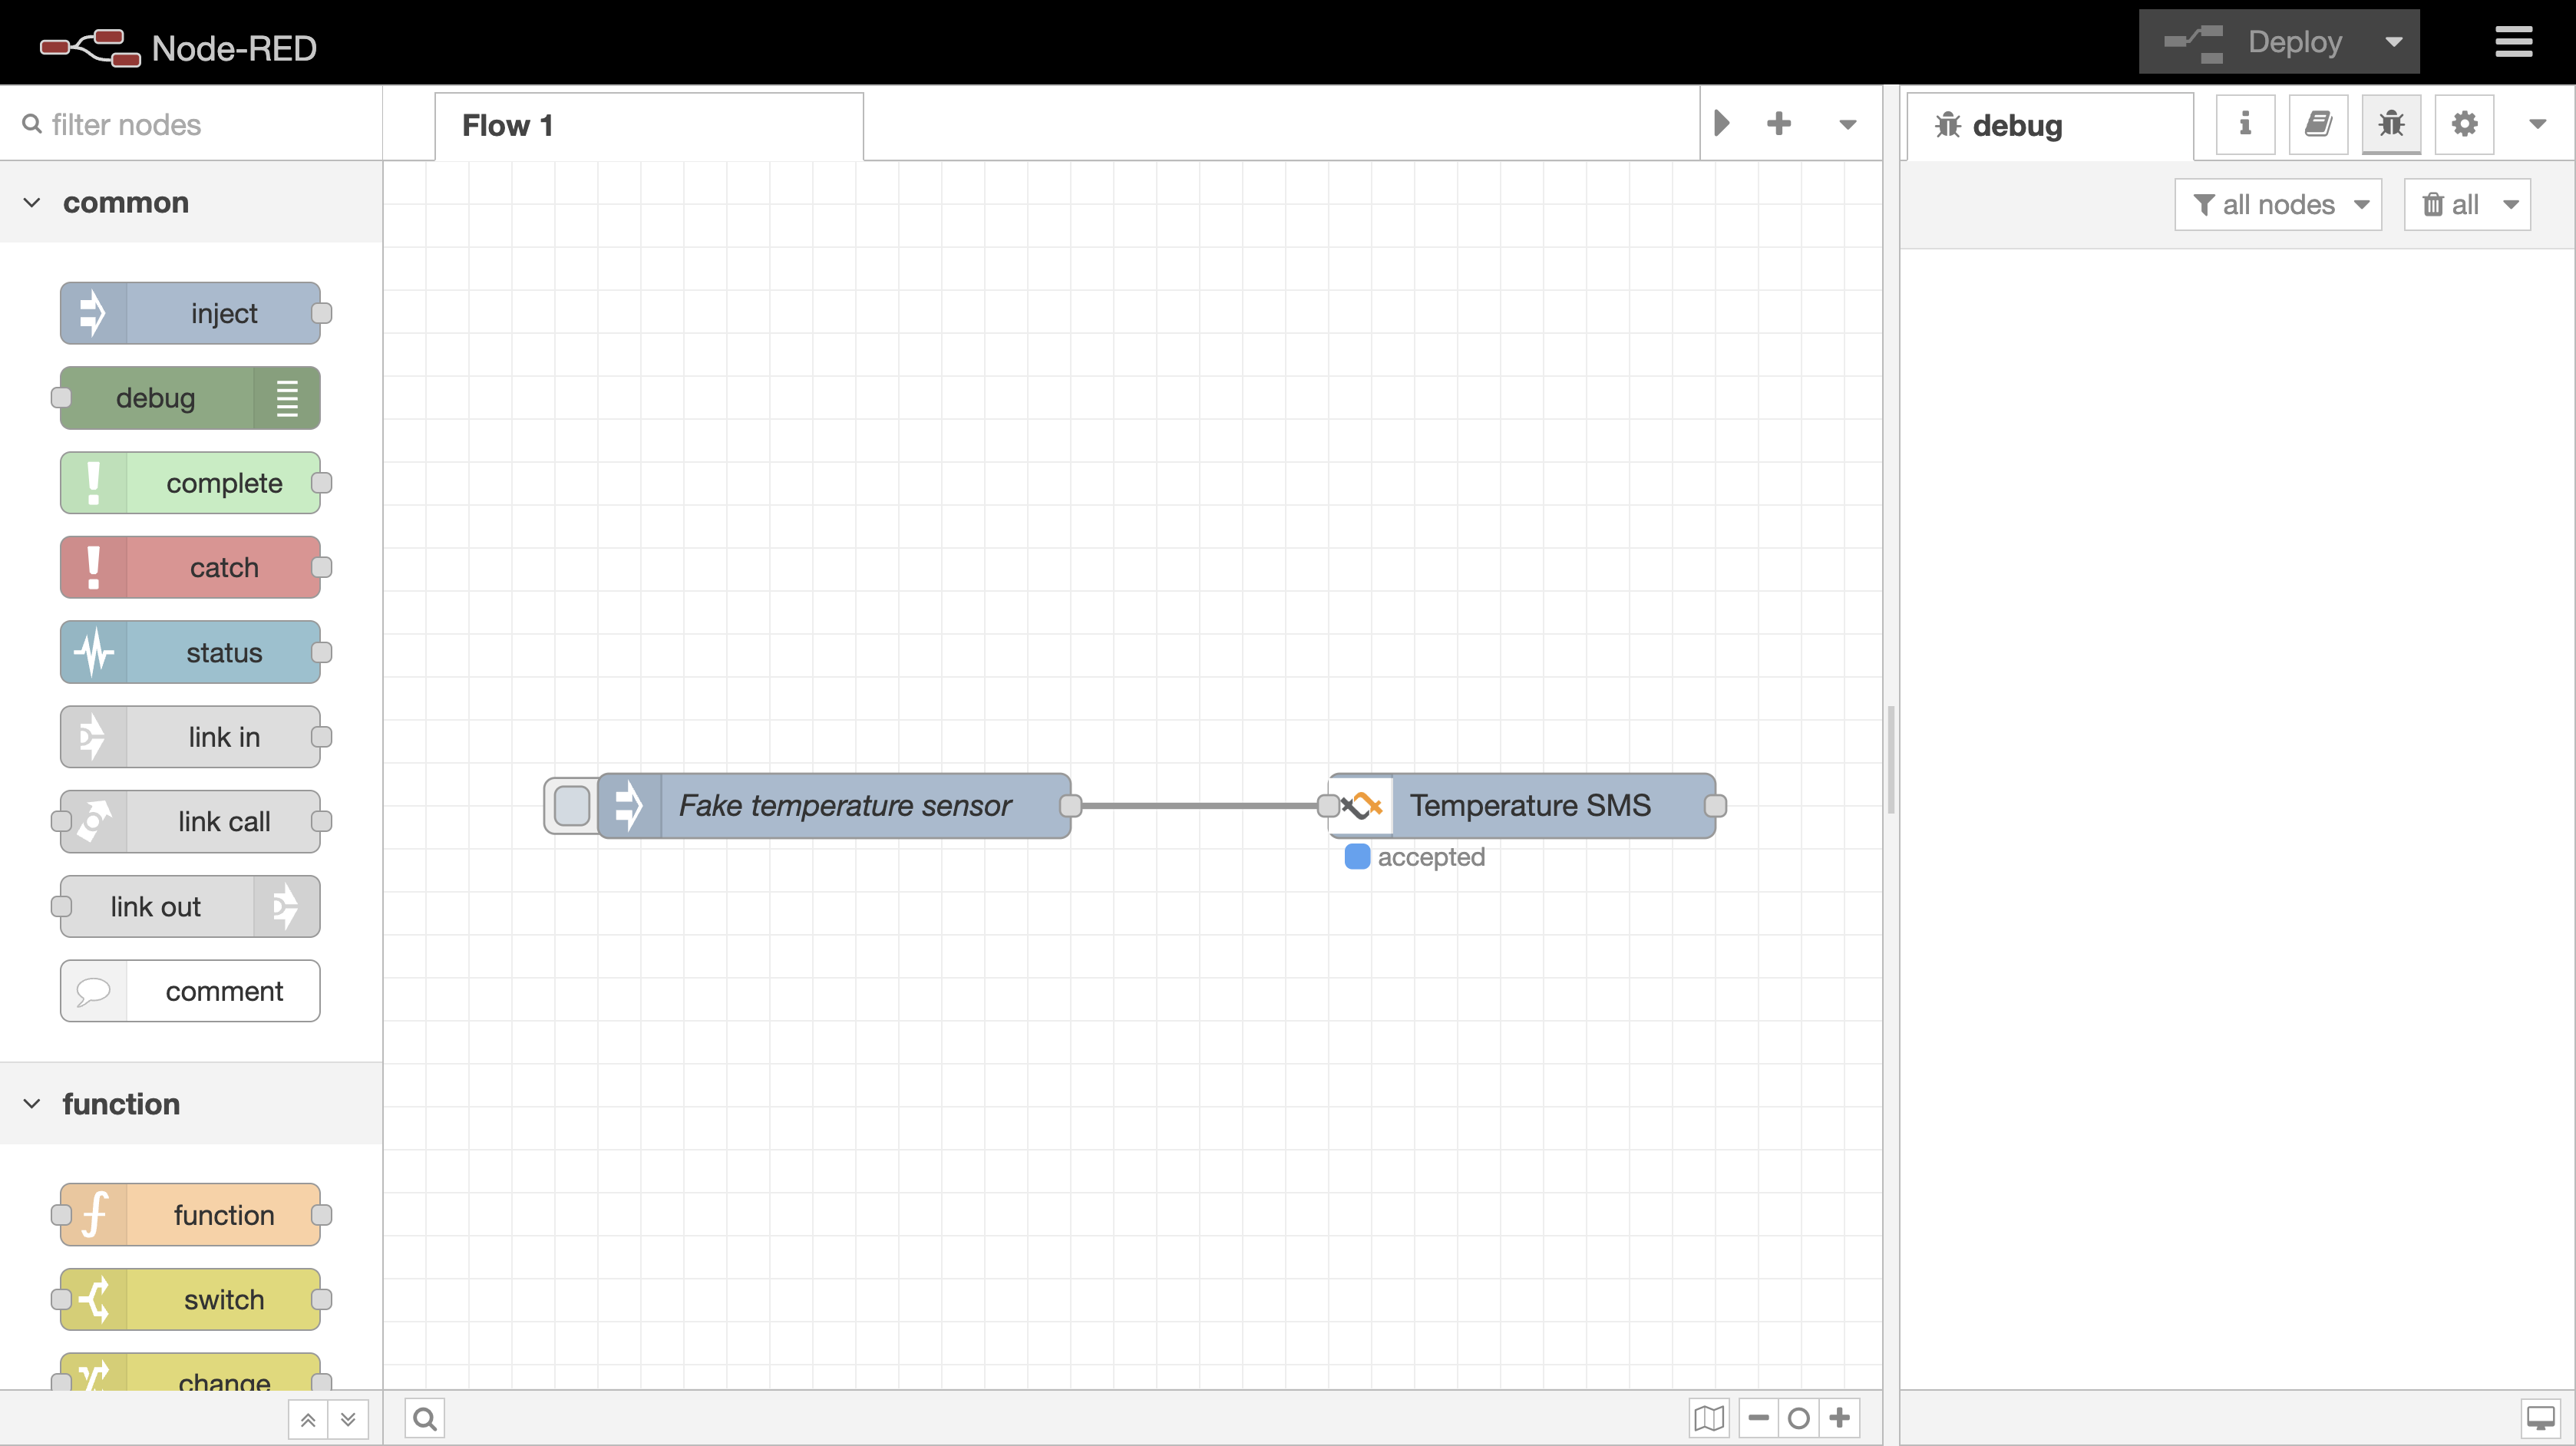 Node-RED
Deploy
filter nodes
Flow 1
debug
i
all nodes
all
common
inject
debug
complete
catch
status
link in
link call
link out
comment
function
function
switch
change
Fake temperature sensor
Temperature SMS
accepted